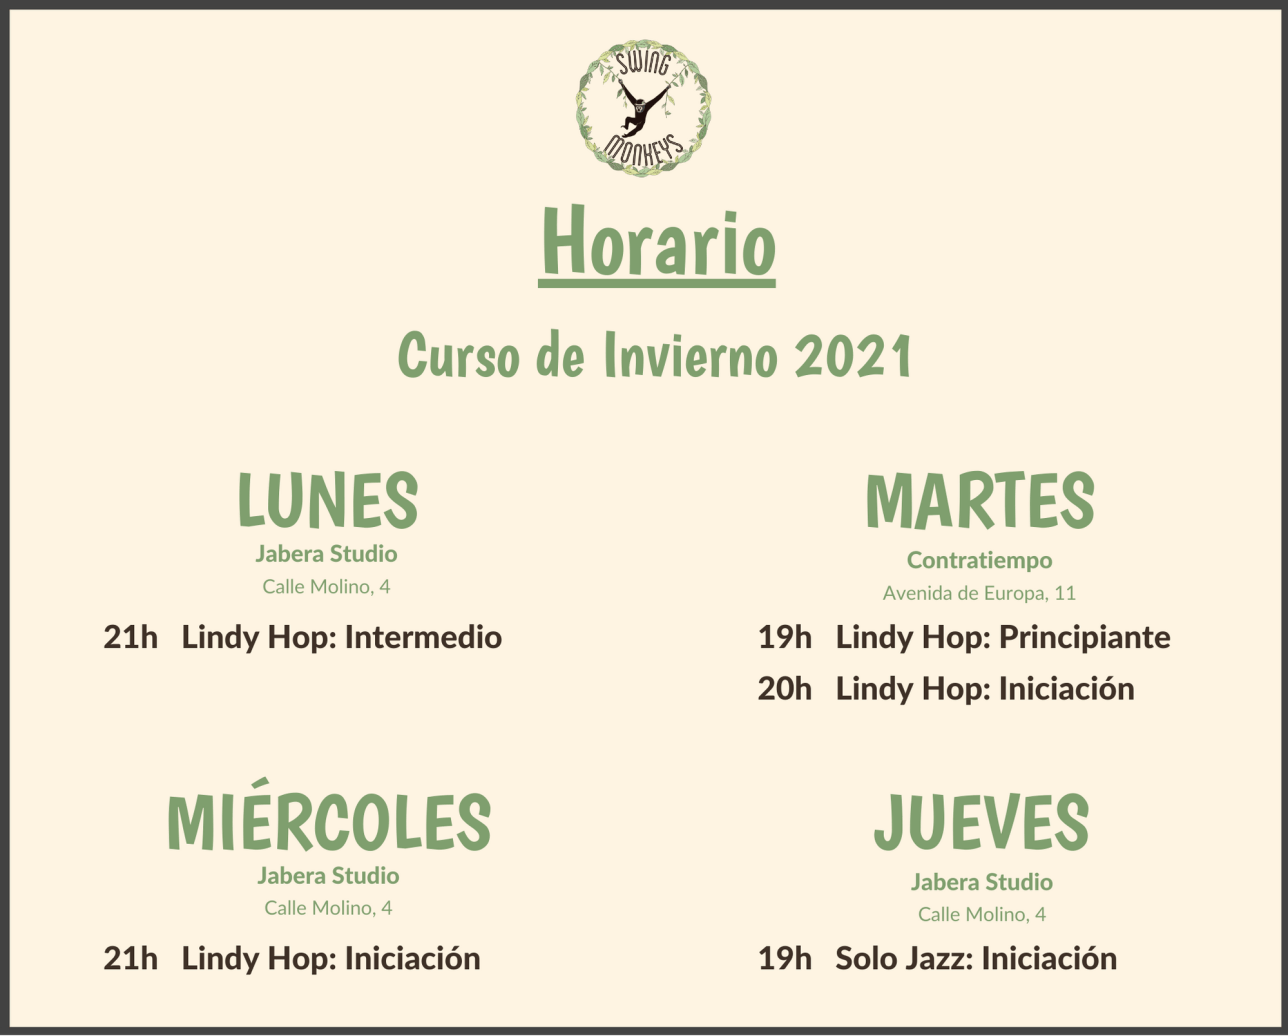 SWING
MONKEYS
Horario
Curso de Invierno 2021
LUNES
Jabera Studio
Calle Molino, 4
21h Lindy Hop: Intermedio
MARTES
Contratiempo
Avenida de Europa, 11
19h Lindy Hop: Principiante
20h Lindy Hop: Iniciación
MIÉRCOLES
Jabera Studio
Calle Molino, 4
21h Lindy Hop: Iniciación
JUEVES
Jabera Studio
Calle Molino, 4
19h Solo Jazz: Iniciación